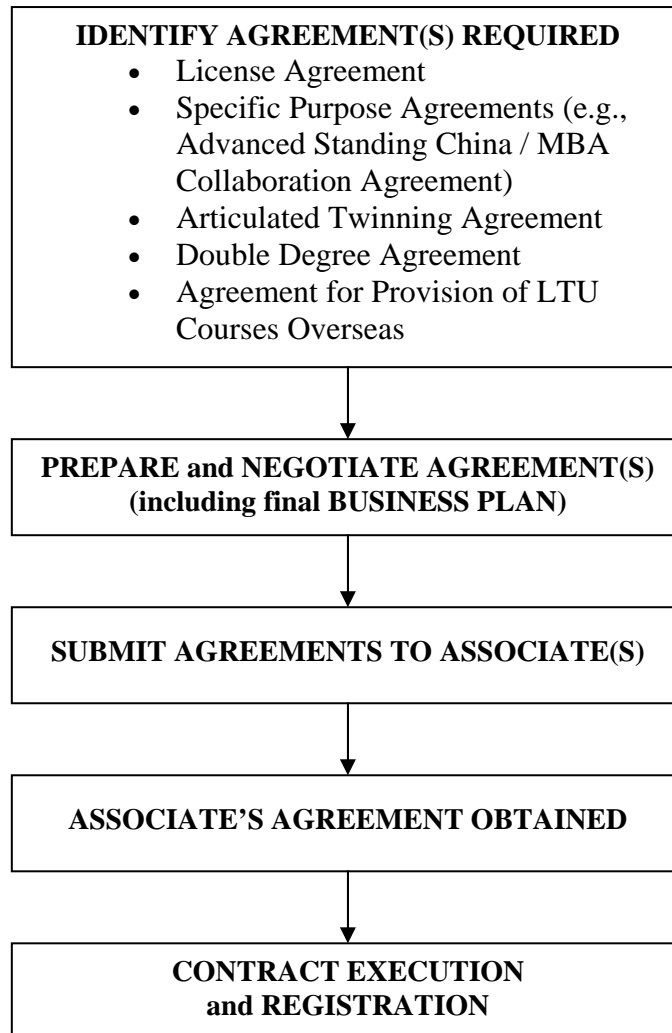 IDENTIFY AGREEMENT(S) REQUIRED
• License Agreement
• Specific Purpose Agreements (e.g.,
Advanced Standing China / MBA
Collaboration Agreement)
• Articulated Twinning Agreement
• Double Degree Agreement
• Agreement for Provision of LTU
Courses Overseas
PREPARE and NEGOTIATE AGREEMENT(S)
(including final BUSINESS PLAN)
SUBMIT AGREEMENTS TO ASSOCIATE(S)
ASSOCIATE’S AGREEMENT OBTAINED
CONTRACT EXECUTION
and REGISTRATION